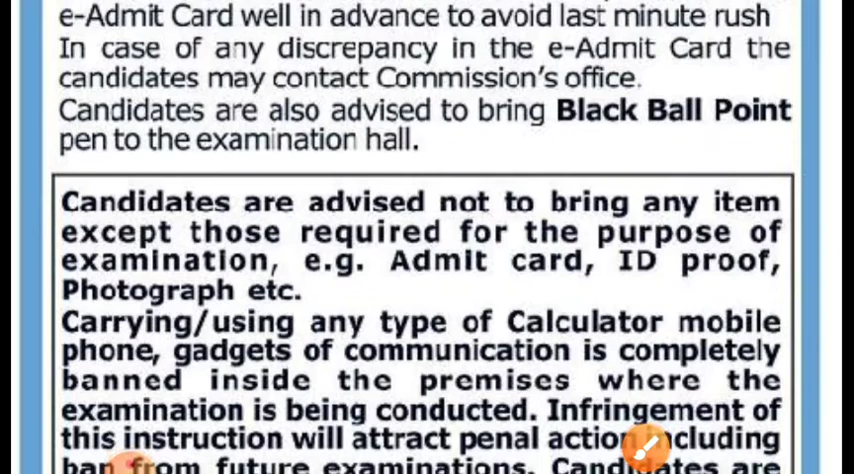 e-Admit Card well in advance to avoid last minute rush
In case of any discrepancy in the e-Admit Card the
candidates may contact Commission's office.
Candidates are also advised to bring Black Ball Point
pen to the examination hall.
Candidates are advised not to bring any item
except those required for the purpose of
examination, e.g. Admit card, ID proof,
Photograph etc.
Carrying/using any type of Calculator mobile
phone, gadgets of communication is completely
banned inside the premises where the
examination is being conducted. Infringement of
this instruction will attract penal action including
ban from future examinations. Candidates are